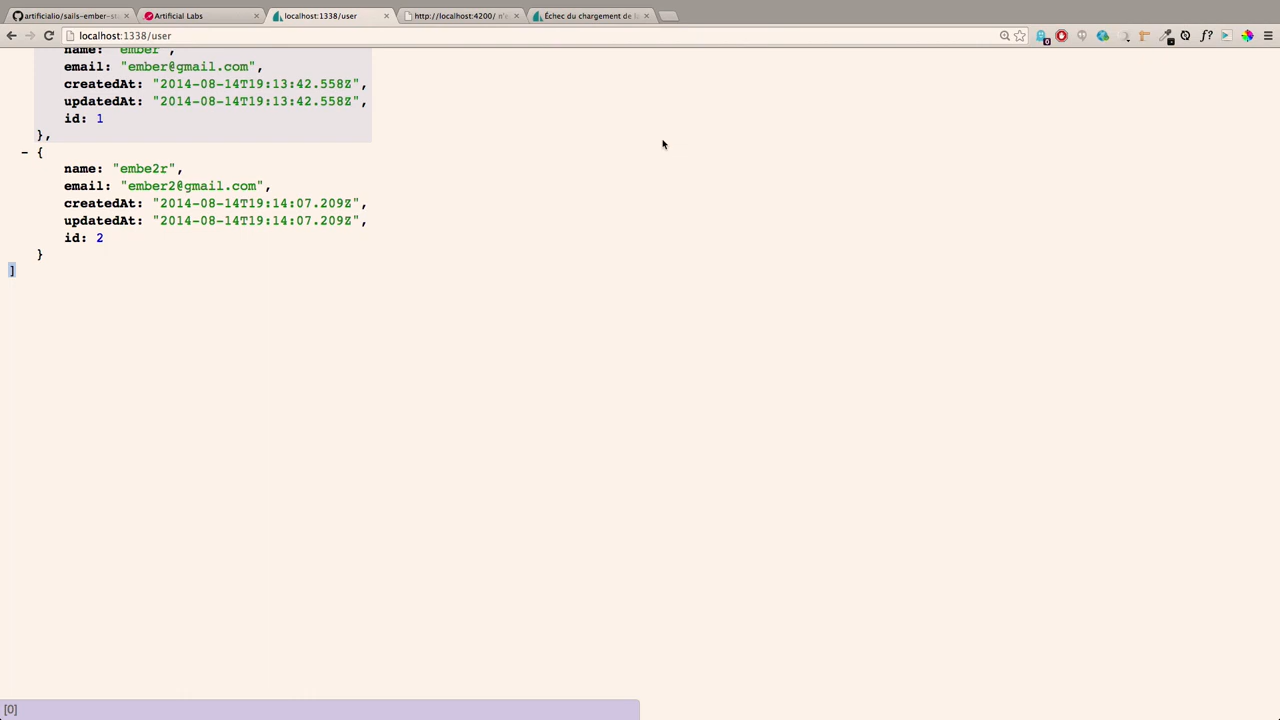 artificialio/sails-ember-st
Artificial Labs
localhost:1338/user
http://localhost:4200/ n'e
Échec du chargement de l
localhost:1338/user
name: "ember",
email: "ember@gmail.com",
createdAt: "2014-08-14T19:13:42.558Z",
updatedAt: "2014-08-14T19:13:42.558Z",
id: 1
},
- {
name: "embe2r",
email: "ember2@gmail.com",
createdAt: "2014-08-14T19:14:07.209Z",
updatedAt: "2014-08-14T19:14:07.209Z",
id: 2
}
]
[0]